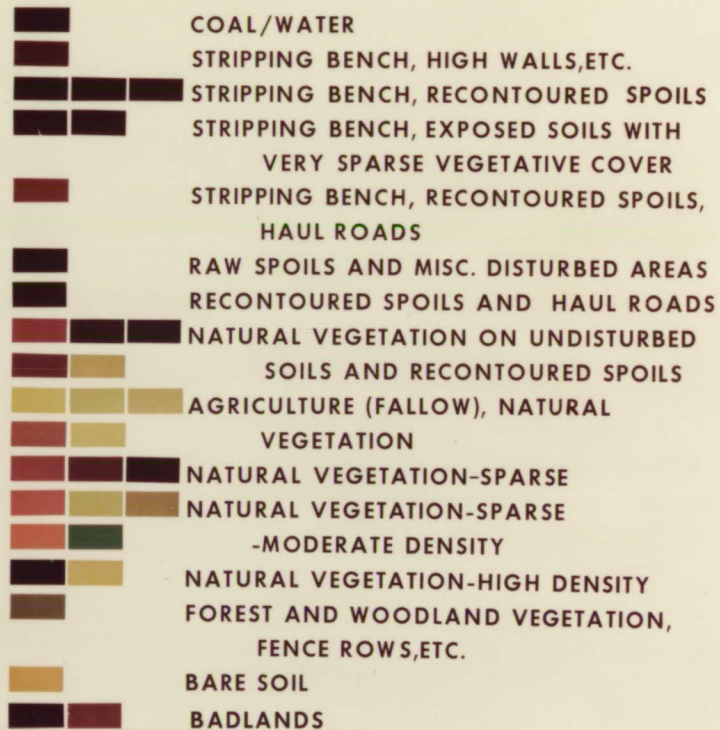 COAL/WATER
STRIPPING BENCH, HIGH WALLS,ETC.
STRIPPING BENCH, RECONTOURED SPOILS
STRIPPING BENCH, EXPOSED SOILS WITH
VERY SPARSE VEGETATIVE COVER
STRIPPING BENCH, RECONTOURED SPOILS,
HAUL ROADS
RAW SPOILS AND MISC. DISTURBED AREAS
RECONTOURED SPOILS AND HAUL ROADS
NATURAL VEGETATION ON UNDISTURBED
SOILS AND RECONTOURED SPOILS
AGRICULTURE (FALLOW), NATURAL
VEGETATION
NATURAL VEGETATION-SPARSE
NATURAL VEGETATION-SPARSE
-MODERATE DENSITY
NATURAL VEGETATION-HIGH DENSITY
FOREST AND WOODLAND VEGETATION,
FENCE ROWS,ETC.
BARE SOIL
BADLANDS